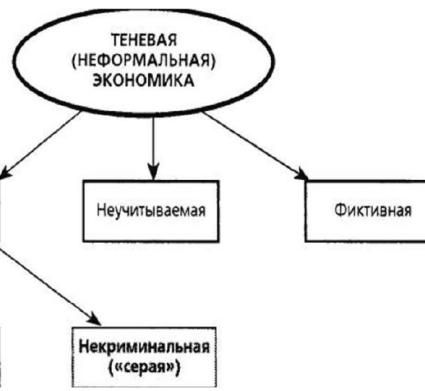 ТЕНЕВАЯ
(НЕФОРМАЛЬНАЯ)
ЭКОНОМИКА
Неучитываемая
Фиктивная
Некриминальная
(«серая»)